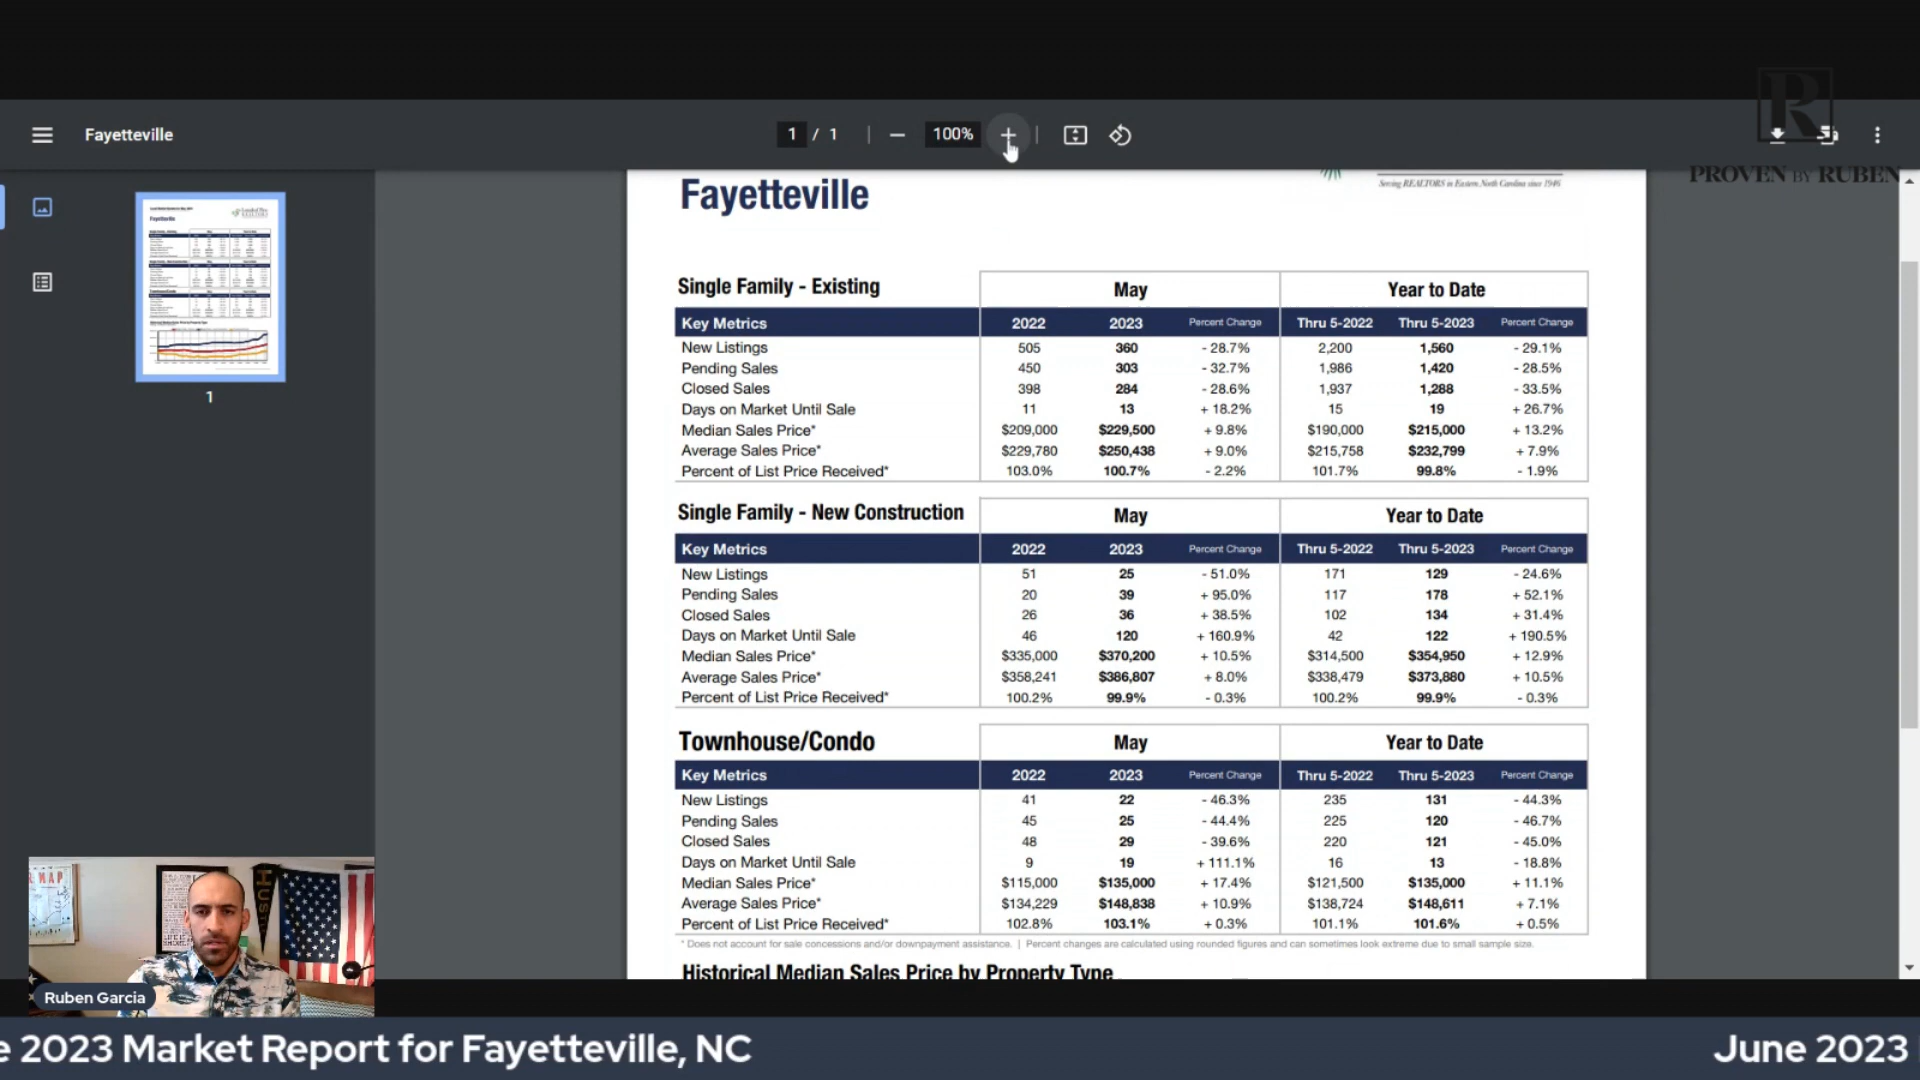 Fayetteville
1 / 1
100%
PROVEN BY RUBEN
1
Serving REALTORS in Eastern North Carolina since 1946
Fayetteville
Single Family - Existing May Year to Date
Key Metrics 2022 2023 Percent Change Thru 5-2022 Thru 5-2023 Percent Change
New Listings 505 360 - 28.7% 2,200 1,560 - 29.1%
Pending Sales 450 303 - 32.7% 1,986 1,420 - 28.5%
Closed Sales 398 284 - 28.6% 1,937 1,288 - 33.5%
Days on Market Until Sale 11 13 + 18.2% 15 19 + 26.7%
Median Sales Price* $209,000 $229,500 + 9.8% $190,000 $215,000 + 13.2%
Average Sales Price* $229,780 $250,438 + 9.0% $215,758 $232,799 + 7.9%
Percent of List Price Received* 103.0% 100.7% - 2.2% 101.7% 99.8% - 1.9%
Single Family - New Construction May Year to Date
Key Metrics 2022 2023 Percent Change Thru 5-2022 Thru 5-2023 Percent Change
New Listings 51 25 - 51.0% 171 129 - 24.6%
Pending Sales 20 39 + 95.0% 117 178 + 52.1%
Closed Sales 26 36 + 38.5% 102 134 + 31.4%
Days on Market Until Sale 46 120 + 160.9% 42 122 + 190.5%
Median Sales Price* $335,000 $370,200 + 10.5% $314,500 $354,950 + 12.9%
Average Sales Price* $358,241 $386,807 + 8.0% $338,479 $373,880 + 10.5%
Percent of List Price Received* 100.2% 99.9% - 0.3% 100.2% 99.9% - 0.3%
Townhouse/Condo May Year to Date
Key Metrics 2022 2023 Percent Change Thru 5-2022 Thru 5-2023 Percent Change
New Listings 41 22 - 46.3% 235 131 - 44.3%
Pending Sales 45 25 - 44.4% 225 120 - 46.7%
Closed Sales 48 29 - 39.6% 220 121 - 45.0%
Days on Market Until Sale 9 19 + 111.1% 16 13 - 18.8%
Median Sales Price* $115,000 $135,000 + 17.4% $121,500 $135,000 + 11.1%
Average Sales Price* $134,229 $148,838 + 10.9% $138,724 $148,611 + 7.1%
Percent of List Price Received* 102.8% 103.1% + 0.3% 101.1% 101.6% + 0.5%
* Does not account for sale concessions and/or downpayment assistance. | Percent changes are calculated using rounded figures and can sometimes look extreme due to small sample size.
Historical Median Sales Price by Property Type
MAP
Ruben Garcia
e 2023 Market Report for Fayetteville, NC
June 2023